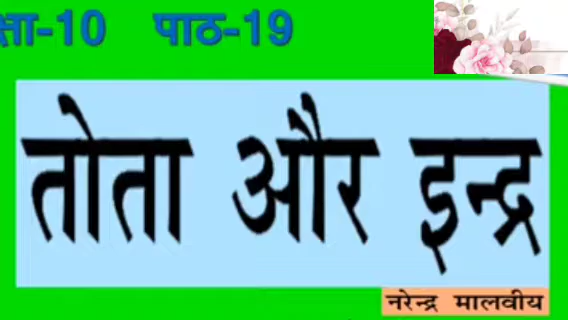 क्षा-10 पाठ-19
तोता और इन्द्र
नरेन्द्र मालवीय